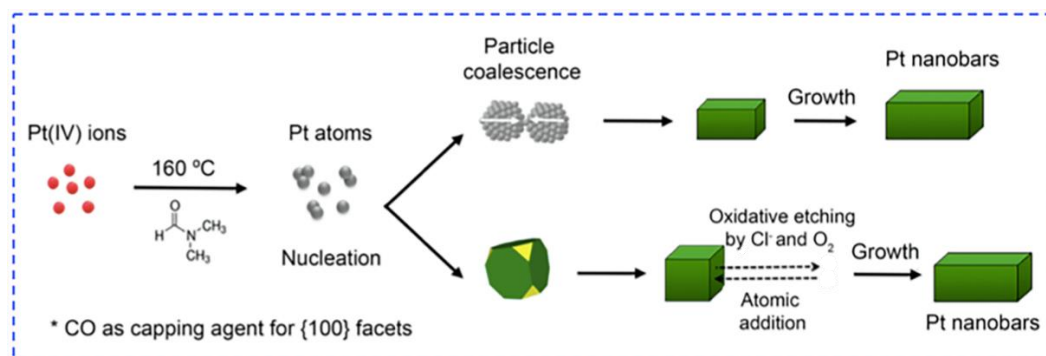 Pt(IV) ions
160 ºC
O
H
N
CH₃
CH₃
Pt atoms
Nucleation
Particle
coalescence
Growth
Pt nanobars
Oxidative etching
by Cl⁻ and O₂
Atomic
addition
Growth
Pt nanobars
* CO as capping agent for {100} facets